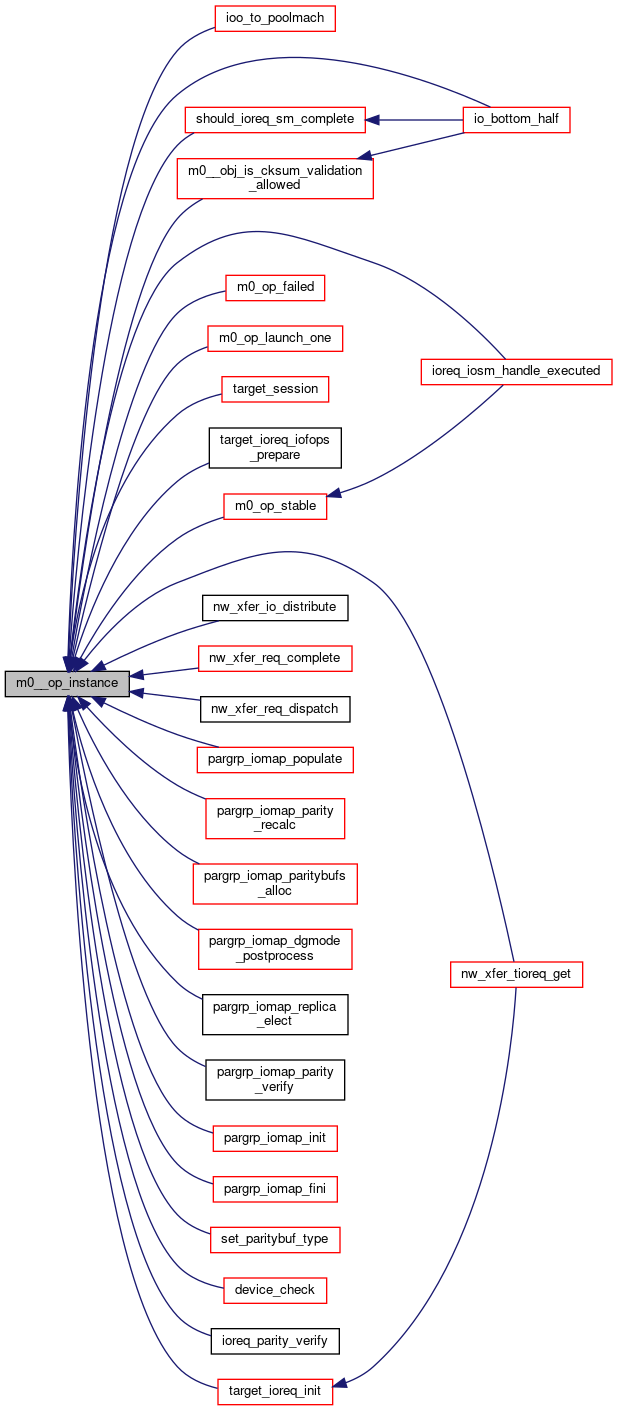 ioo_to_poolmach
should_ioreq_sm_complete
io_bottom_half
m0__obj_is_cksum_validation
_allowed
m0_op_failed
m0_op_launch_one
ioreq_iosm_handle_executed
target_session
target_ioreq_iofops
_prepare
m0_op_stable
nw_xfer_io_distribute
nw_xfer_req_complete
m0__op_instance
nw_xfer_req_dispatch
pargrp_iomap_populate
pargrp_iomap_parity
_recalc
pargrp_iomap_paritybufs
_alloc
pargrp_iomap_dgmode
_postprocess
nw_xfer_tioreq_get
pargrp_iomap_replica
_elect
pargrp_iomap_parity
_verify
pargrp_iomap_init
pargrp_iomap_fini
set_paritybuf_type
device_check
ioreq_parity_verify
target_ioreq_init